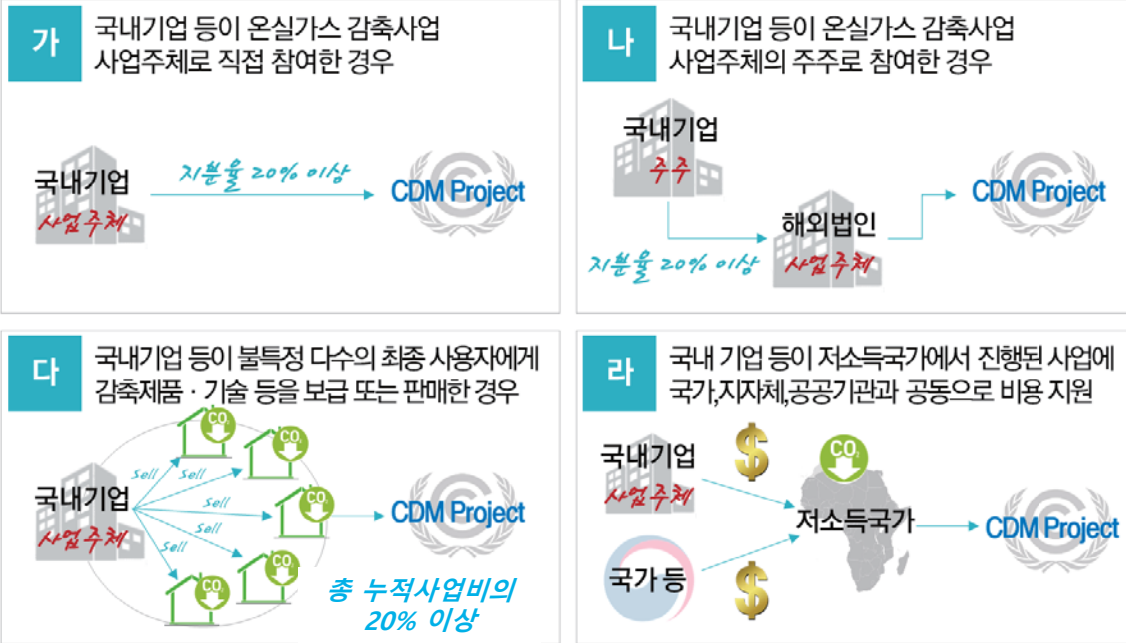 가
국내기업 등이 온실가스 감축사업
사업주체로 직접 참여한 경우
국내기업
사업주체
지분율 20% 이상
CDM Project
나
국내기업 등이 온실가스 감축사업
사업주체의 주주로 참여한 경우
국내기업
주주
지분율 20% 이상
해외법인
사업주체
CDM Project
다
국내기업 등이 불특정 다수의 최종 사용자에게
감축제품 · 기술 등을 보급 또는 판매한 경우
국내기업
사업주체
sell
sell
sell
sell
sell
CO₂
CO₂
CO₂
CO₂
CO₂
CDM Project
총 누적사업비의
20% 이상
라
국내 기업 등이 저소득국가에서 진행된 사업에
국가,지자체,공공기관과 공동으로 비용 지원
국내기업
사업주체
$
국가 등
$
CO₂
저소득국가
CDM Project